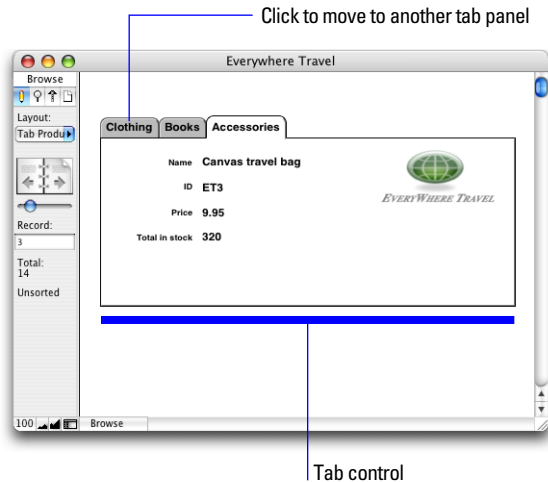 Click to move to another tab panel
Everywhere Travel
Browse
Layout:
Tab Produ
Record:
3
Total:
14
Unsorted
Clothing Books Accessories
Name Canvas travel bag
ID ET3
Price 9.95
Total in stock 320
EVERYWHERE TRAVEL
100 Browse
Tab control